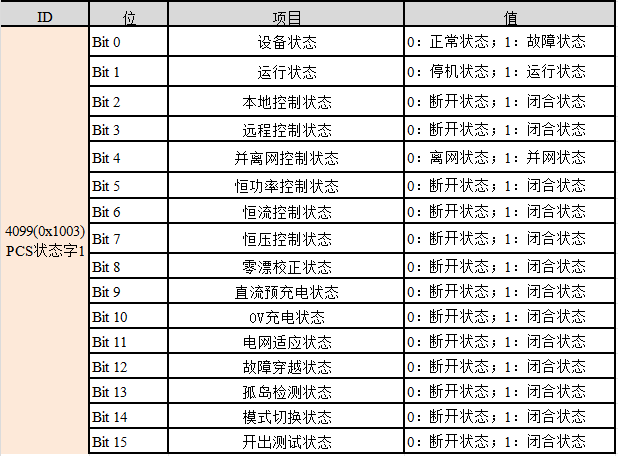 ID 位 项目 值
4099(0x1003)
PCS状态字1
Bit 0 设备状态 0：正常状态；1：故障状态
Bit 1 运行状态 0：停机状态；1：运行状态
Bit 2 本地控制状态 0：断开状态；1：闭合状态
Bit 3 远程控制状态 0：断开状态；1：闭合状态
Bit 4 并离网控制状态 0：离网状态；1：并网状态
Bit 5 恒功率控制状态 0：断开状态；1：闭合状态
Bit 6 恒流控制状态 0：断开状态；1：闭合状态
Bit 7 恒压控制状态 0：断开状态；1：闭合状态
Bit 8 零漂校正状态 0：断开状态；1：闭合状态
Bit 9 直流预充电状态 0：断开状态；1：闭合状态
Bit 10 0V充电状态 0：断开状态；1：闭合状态
Bit 11 电网适应状态 0：断开状态；1：闭合状态
Bit 12 故障穿越状态 0：断开状态；1：闭合状态
Bit 13 孤岛检测状态 0：断开状态；1：闭合状态
Bit 14 模式切换状态 0：断开状态；1：闭合状态
Bit 15 开出测试状态 0：断开状态；1：闭合状态